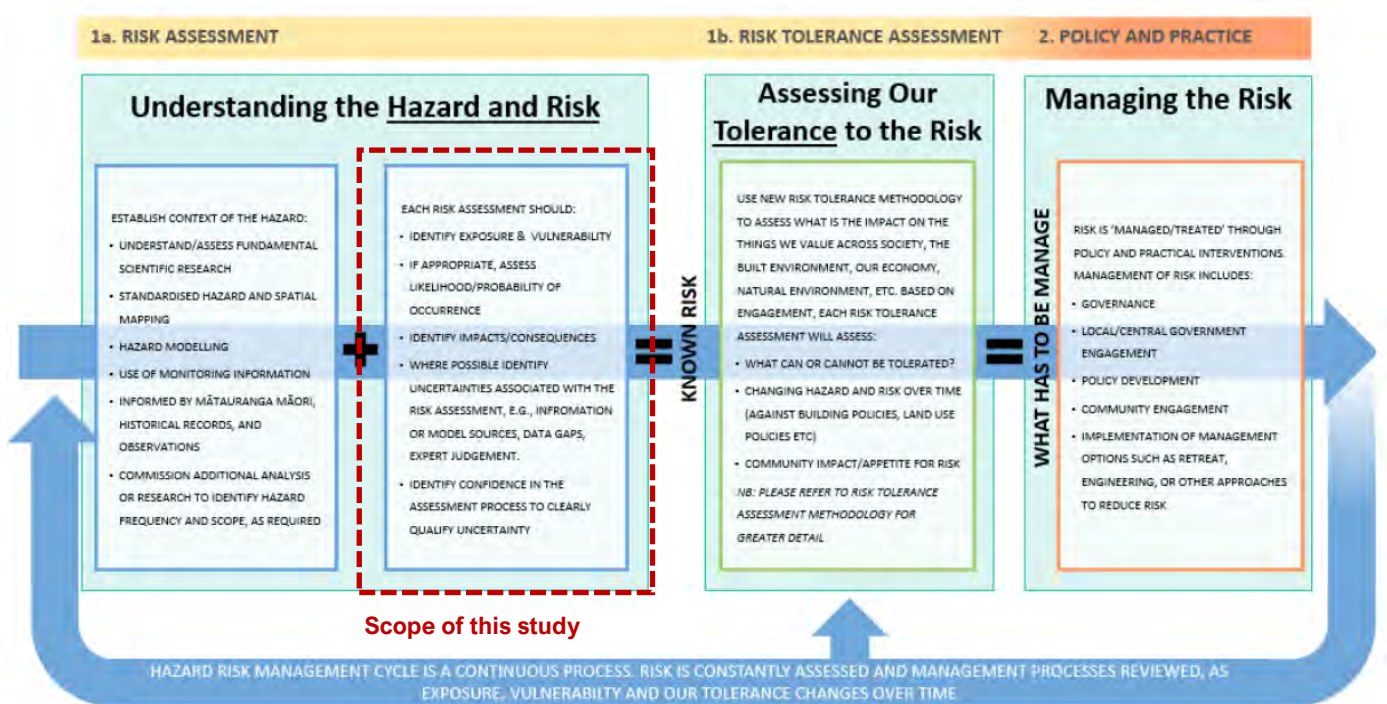 1a. RISK ASSESSMENT
1b. RISK TOLERANCE ASSESSMENT
2. POLICY AND PRACTICE
Understanding the Hazard and Risk
ESTABLISH CONTEXT OF THE HAZARD:
• UNDERSTAND/ASSESS FUNDAMENTAL
SCIENTIFIC RESEARCH
• STANDARDISED HAZARD AND SPATIAL
MAPPING
• HAZARD MODELLING
• USE OF MONITORING INFORMATION
• INFORMED BY MĀTAURANGA MĀORI,
HISTORICAL RECORDS, AND
OBSERVATIONS
• COMMISSION ADDITIONAL ANALYSIS
OR RESEARCH TO IDENTIFY HAZARD
FREQUENCY AND SCOPE, AS REQUIRED
+
EACH RISK ASSESSMENT SHOULD:
• IDENTIFY EXPOSURE & VULNERABILITY
• IF APPROPRIATE, ASSESS
LIKELIHOOD/PROBABILITY OF
OCCURRENCE
• IDENTIFY IMPACTS/CONSEQUENCES
• WHERE POSSIBLE IDENTIFY
UNCERTAINTIES ASSOCIATED WITH THE
RISK ASSESSMENT, E.G., INFROMATION
OR MODEL SOURCES, DATA GAPS,
EXPERT JUDGEMENT.
• IDENTIFY CONFIDENCE IN THE
ASSESSMENT PROCESS TO CLEARLY
QUALIFY UNCERTAINTY
Scope of this study
=
KNOWN RISK
Assessing Our
Tolerance to the Risk
USE NEW RISK TOLERANCE METHODOLOGY
TO ASSESS WHAT IS THE IMPACT ON THE
THINGS WE VALUE ACROSS SOCIETY, THE
BUILT ENVIRONMENT, OUR ECONOMY,
NATURAL ENVIRONMENT, ETC. BASED ON
ENGAGEMENT, EACH RISK TOLERANCE
ASSESSMENT WILL ASSESS:
• WHAT CAN OR CANNOT BE TOLERATED?
• CHANGING HAZARD AND RISK OVER TIME
(AGAINST BUILDING POLICIES, LAND USE
POLICIES ETC)
• COMMUNITY IMPACT/APPETITE FOR RISK
NB: PLEASE REFER TO RISK TOLERANCE
ASSESSMENT METHODOLOGY FOR
GREATER DETAIL
=
WHAT HAS TO BE MANAGE
Managing the Risk
RISK IS 'MANAGED/TREATED' THROUGH
POLICY AND PRACTICAL INTERVENTIONS.
MANAGEMENT OF RISK INCLUDES:
• GOVERNANCE
• LOCAL/CENTRAL GOVERNMENT
ENGAGEMENT
• POLICY DEVELOPMENT
• COMMUNITY ENGAGEMENT
• IMPLEMENTATION OF MANAGEMENT
OPTIONS SUCH AS RETREAT,
ENGINEERING, OR OTHER APPROACHES
TO REDUCE RISK
HAZARD RISK MANAGEMENT CYCLE IS A CONTINUOUS PROCESS. RISK IS CONSTANTLY ASSESSED AND MANAGEMENT PROCESSES REVIEWED, AS
EXPOSURE, VULNERABILTY AND OUR TOLERANCE CHANGES OVER TIME